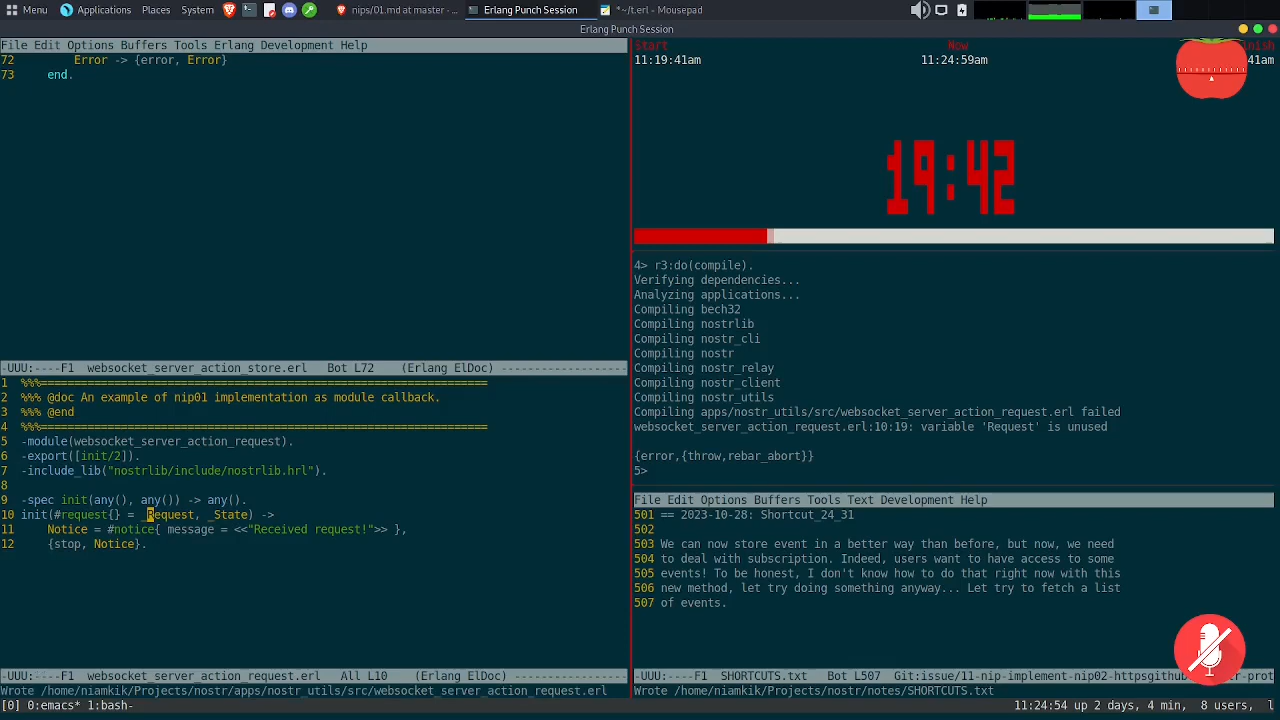 Menu Applications Places System nips/01.md at master - ... Erlang Punch Session *~/t.erl - Mousepad
Erlang Punch Session
File Edit Options Buffers Tools Erlang Development Help
72 Error -> {error, Error}
73 end.
-UUU:----F1 websocket_server_action_store.erl Bot L72 (Erlang ElDoc) -------------------
1 %%%===================================================================
2 %%% @doc An example of nip01 implementation as module callback.
3 %%% @end
4 %%%===================================================================
5 -module(websocket_server_action_request).
6 -export([init/2]).
7 -include_lib("nostrlib/include/nostrlib.hrl").
8
9 -spec init(any(), any()) -> any().
10 init(#request{} = _Request, _State) ->
11 Notice = #notice{ message = <<"Received request!">> },
12 {stop, Notice}.
-UUU:----F1 websocket_server_action_request.erl All L10 (Erlang ElDoc) ------------------
Wrote /home/niamkik/Projects/nostr/apps/nostr_utils/src/websocket_server_action_request.erl
Start Now inish
11:19:41am 11:24:59am 41am
19:42
4> r3:do(compile).
Verifying dependencies...
Analyzing applications...
Compiling bech32
Compiling nostrlib
Compiling nostr_cli
Compiling nostr
Compiling nostr_relay
Compiling nostr_client
Compiling nostr_utils
Compiling apps/nostr_utils/src/websocket_server_action_request.erl failed
websocket_server_action_request.erl:10:19: variable 'Request' is unused
{error,{throw,rebar_abort}}
5>
File Edit Options Buffers Tools Text Development Help
501 == 2023-10-28: Shortcut_24_31
502
503 We can now store event in a better way than before, but now, we need
504 to deal with subscription. Indeed, users want to have access to some
505 events! To be honest, I don't know how to do that right now with this
506 new method, let try doing something anyway... Let try to fetch a list
507 of events.
-UUU:----F1 SHORTCUTS.txt Bot L507 Git:issue/11-nip-implement-nip02-httpsgithub r-prot
Wrote /home/niamkik/Projects/nostr/notes/SHORTCUTS.txt
[0] 0:emacs* 1:bash- 11:24:54 up 2 days, 4 min, 8 users, l